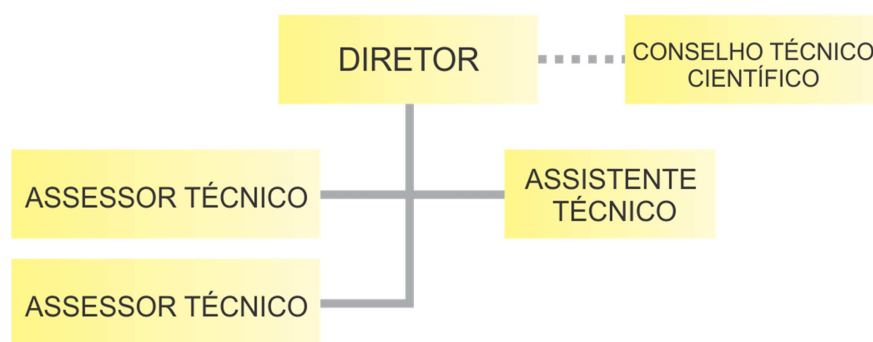 DIRETOR
CONSELHO TÉCNICO
CIENTÍFICO
ASSESSOR TÉCNICO
ASSISTENTE
TÉCNICO
ASSESSOR TÉCNICO